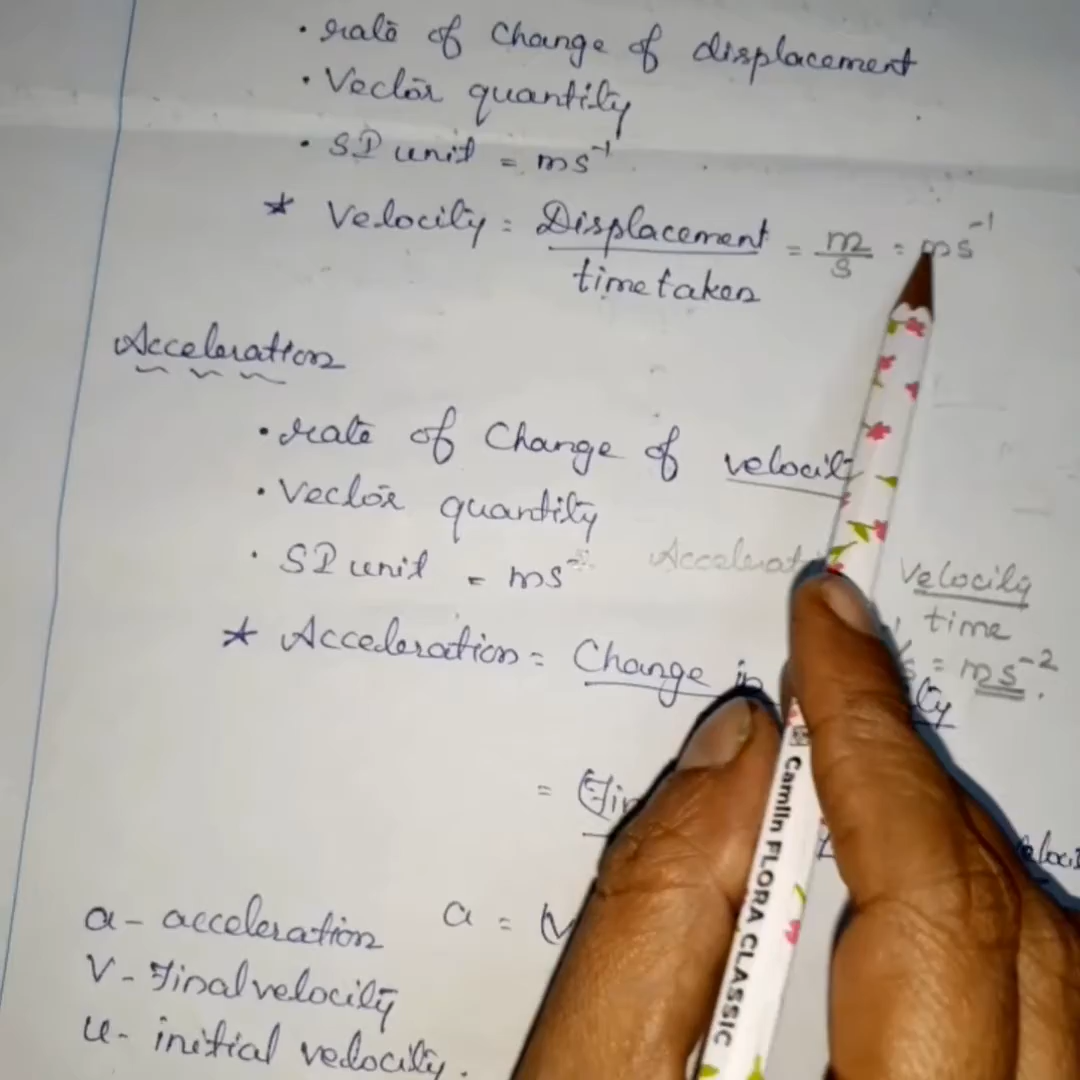 • rate of Change of displacement
• Vector quantity
• SI unit = ms⁻¹
* Velocity = Displacement / time taken = m/s = ms⁻¹
Acceleration
• rate of Change of
• Vector quantity
• SI unit = ms⁻²
Velocity
time
= ms⁻².
* Acceleration = Change in
=
a - acceleration
a = (v
V - Final velocity
u - initial velocity.
Camlin FLORA CLASSIC